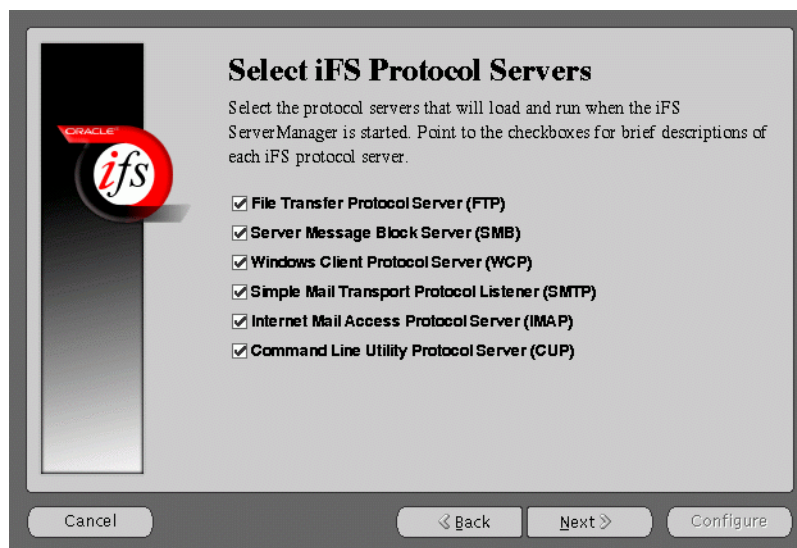 Select iFS Protocol Servers
Select the protocol servers that will load and run when the iFS
ServerManager is started. Point to the checkboxes for brief descriptions of
each iFS protocol server.
ORACLE
ifs
File Transfer Protocol Server (FTP)
Server Message Block Server (SMB)
Windows Client Protocol Server (WCP)
Simple Mail Transport Protocol Listener (SMTP)
Internet Mail Access Protocol Server (IMAP)
Command Line Utility Protocol Server (CUP)
Cancel
Back
Next
Configure